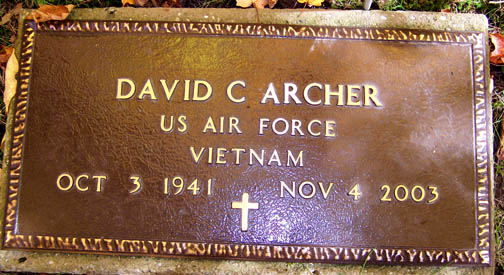 DAVID C ARCHER
US AIR FORCE
VIETNAM
OCT 3 1941 NOV 4 2003